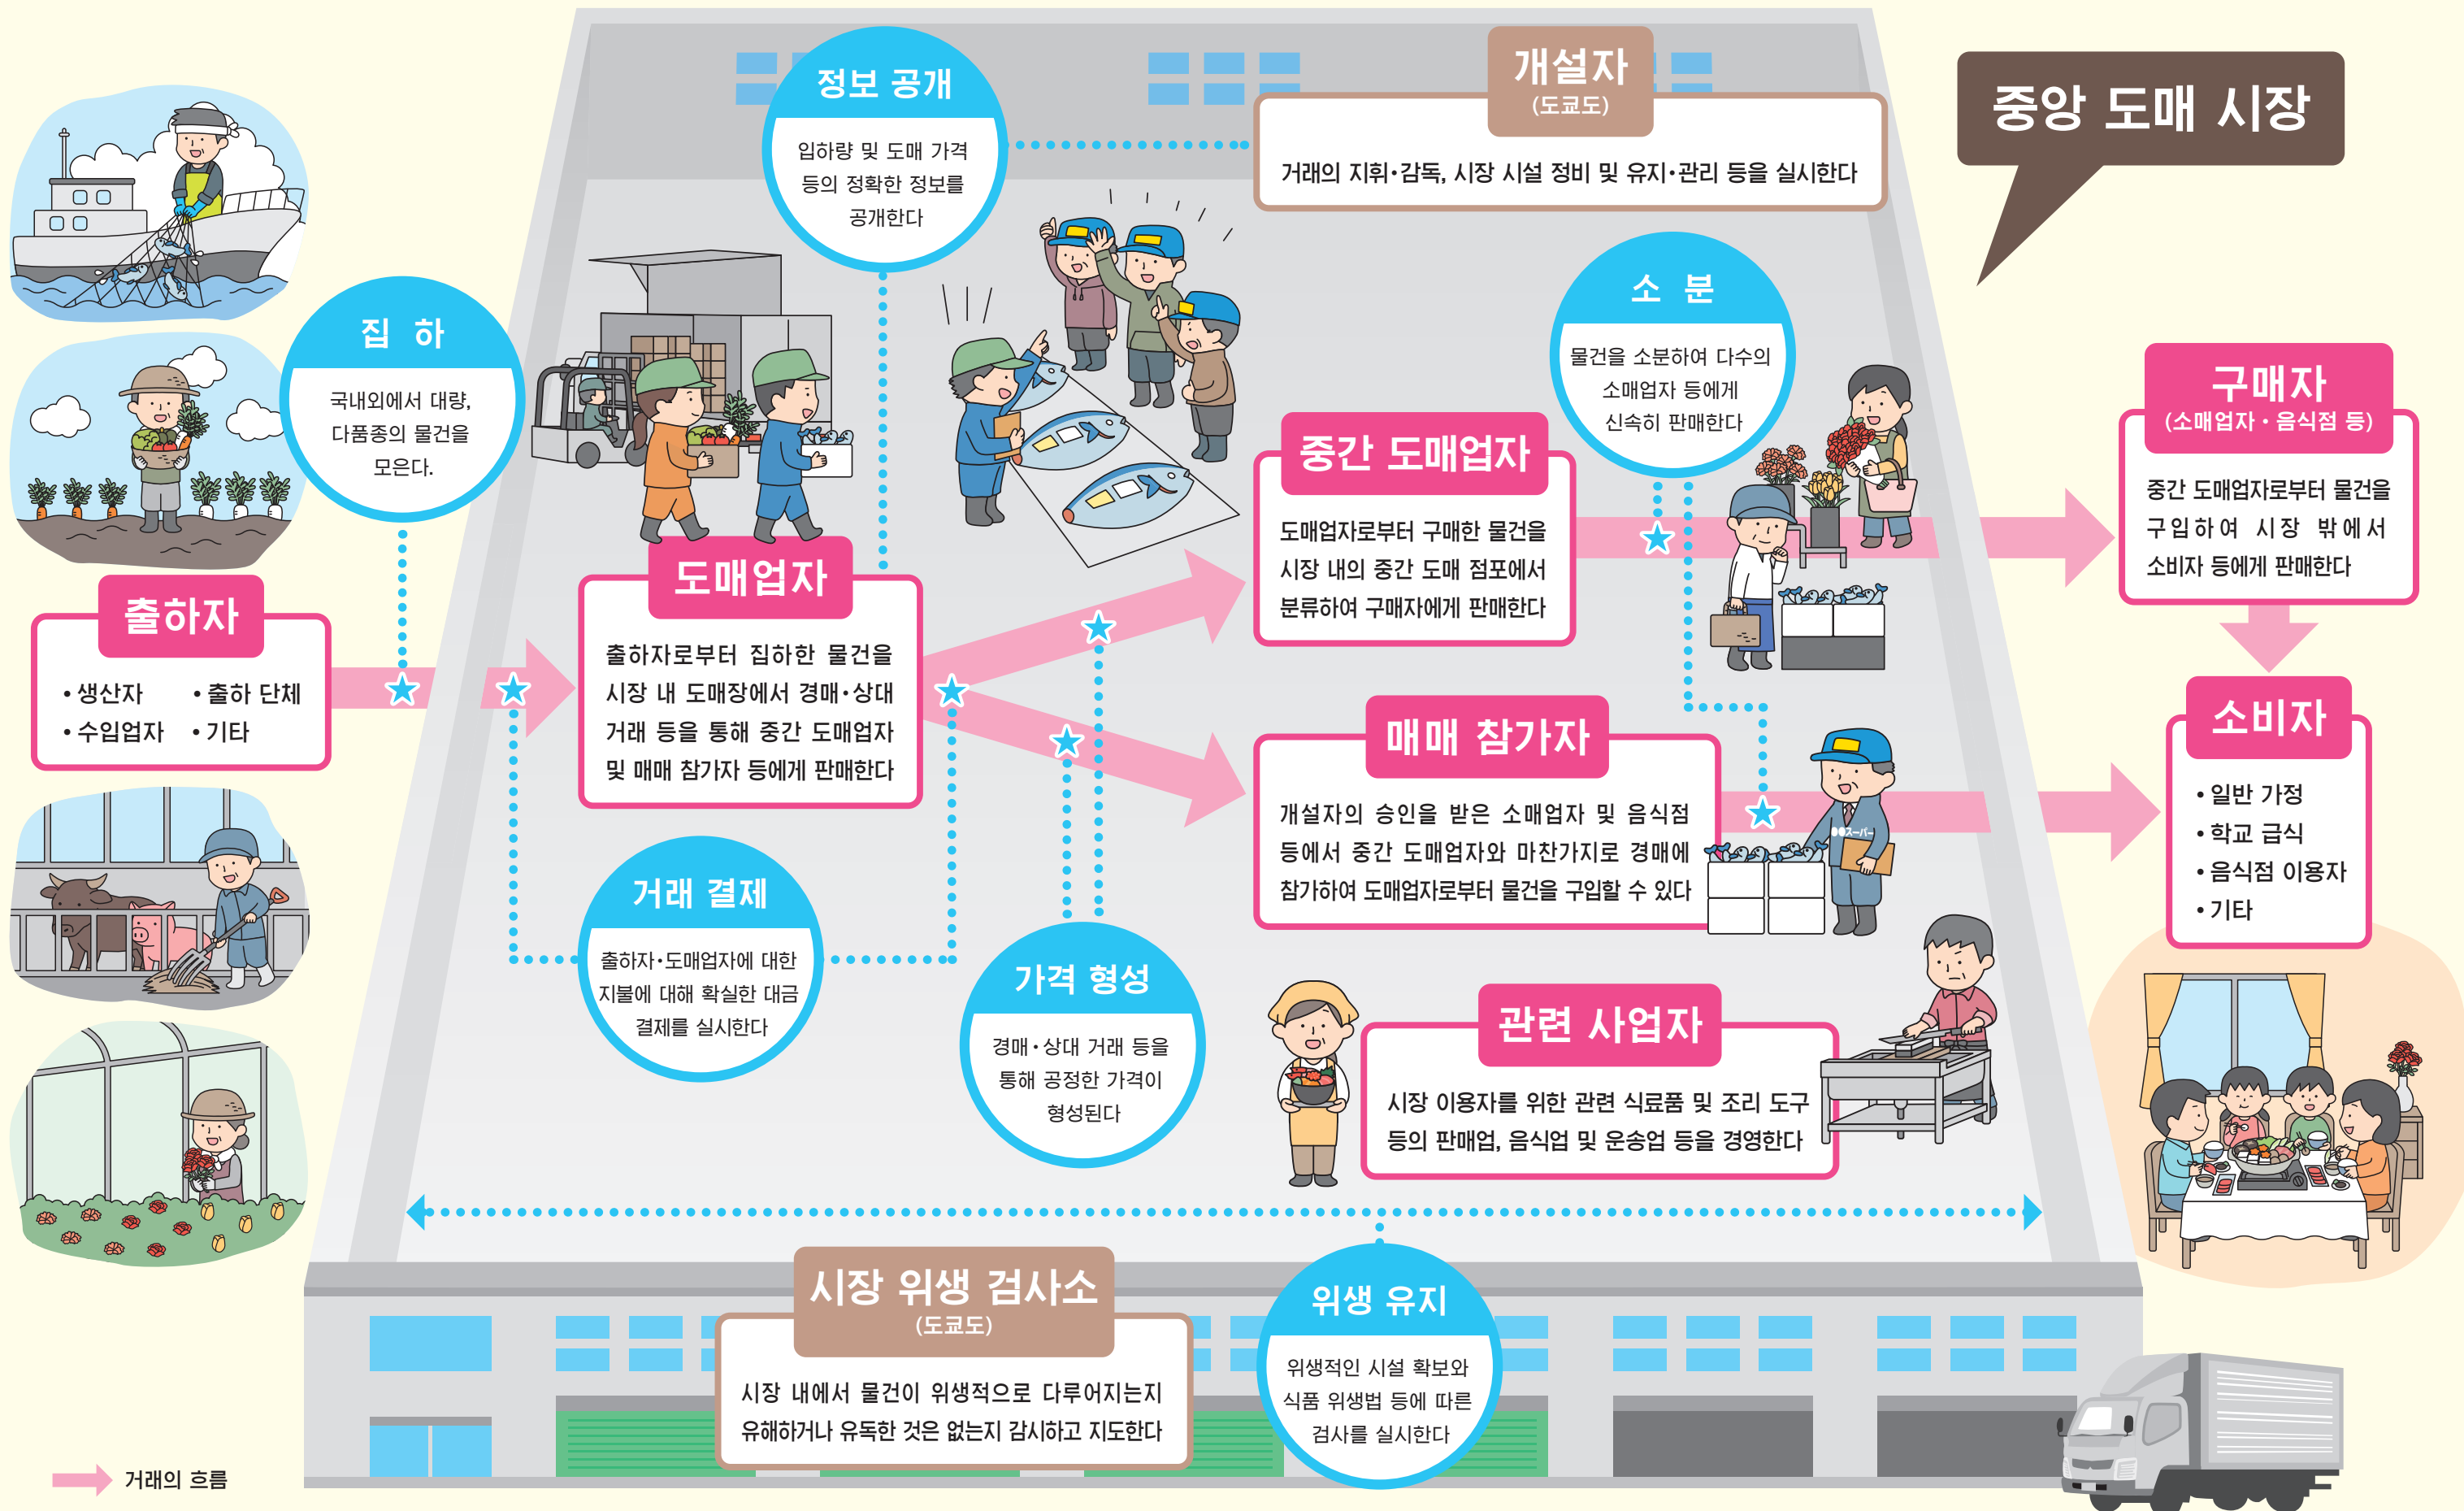 중앙 도매 시장
정보 공개
입하량 및 도매 가격
등의 정확한 정보를
공개한다
개설자
(도쿄도)
거래의 지휘•감독, 시장 시설 정비 및 유지•관리 등을 실시한다
집 하
국내외에서 대량,
다품종의 물건을
모은다.
소 분
물건을 소분하여 다수의
소매업자 등에게
신속히 판매한다
출하자
• 생산자 • 출하 단체
• 수입업자 • 기타
도매업자
출하자로부터 집하한 물건을
시장 내 도매장에서 경매•상대
거래 등을 통해 중간 도매업자
및 매매 참가자 등에게 판매한다
중간 도매업자
도매업자로부터 구매한 물건을
시장 내의 중간 도매 점포에서
분류하여 구매자에게 판매한다
구매자
(소매업자 • 음식점 등)
중간 도매업자로부터 물건을
구입하여 시장 밖에서
소비자 등에게 판매한다
매매 참가자
개설자의 승인을 받은 소매업자 및 음식점
등에서 중간 도매업자와 마찬가지로 경매에
참가하여 도매업자로부터 물건을 구입할 수 있다
●●スーパー
소비자
• 일반 가정
• 학교 급식
• 음식점 이용자
• 기타
거래 결제
출하자•도매업자에 대한
지불에 대해 확실한 대금
결제를 실시한다
가격 형성
경매•상대 거래 등을
통해 공정한 가격이
형성된다
관련 사업자
시장 이용자를 위한 관련 식료품 및 조리 도구
등의 판매업, 음식업 및 운송업 등을 경영한다
시장 위생 검사소
(도쿄도)
시장 내에서 물건이 위생적으로 다루어지는지
유해하거나 유독한 것은 없는지 감시하고 지도한다
위생 유지
위생적인 시설 확보와
식품 위생법 등에 따른
검사를 실시한다
거래의 흐름